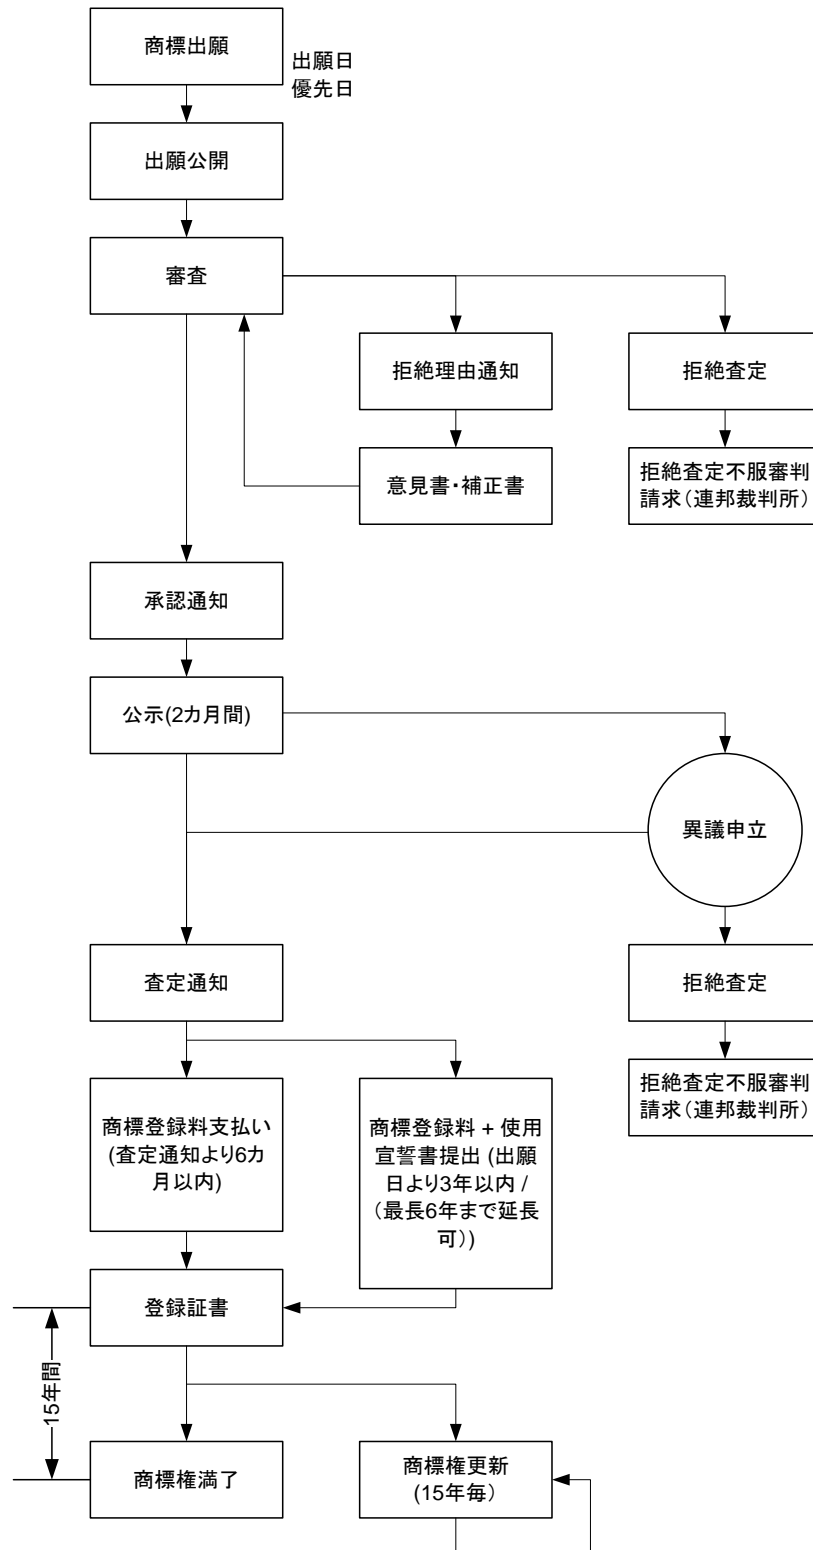 商標出願
出願日
優先日
出願公開
審査
拒絶理由通知
拒絶査定
意見書・補正書
拒絶査定不服審判
請求（連邦裁判所）
承認通知
公示(2カ月間)
異議申立
査定通知
拒絶査定
商標登録料支払い
(査定通知より6カ
月以内)
商標登録料 + 使用
宣誓書提出 (出願
日より3年以内 /
（最長6年まで延長
可））
拒絶査定不服審判
請求（連邦裁判所）
登録証書
15年間
商標権満了
商標権更新
(15年毎）